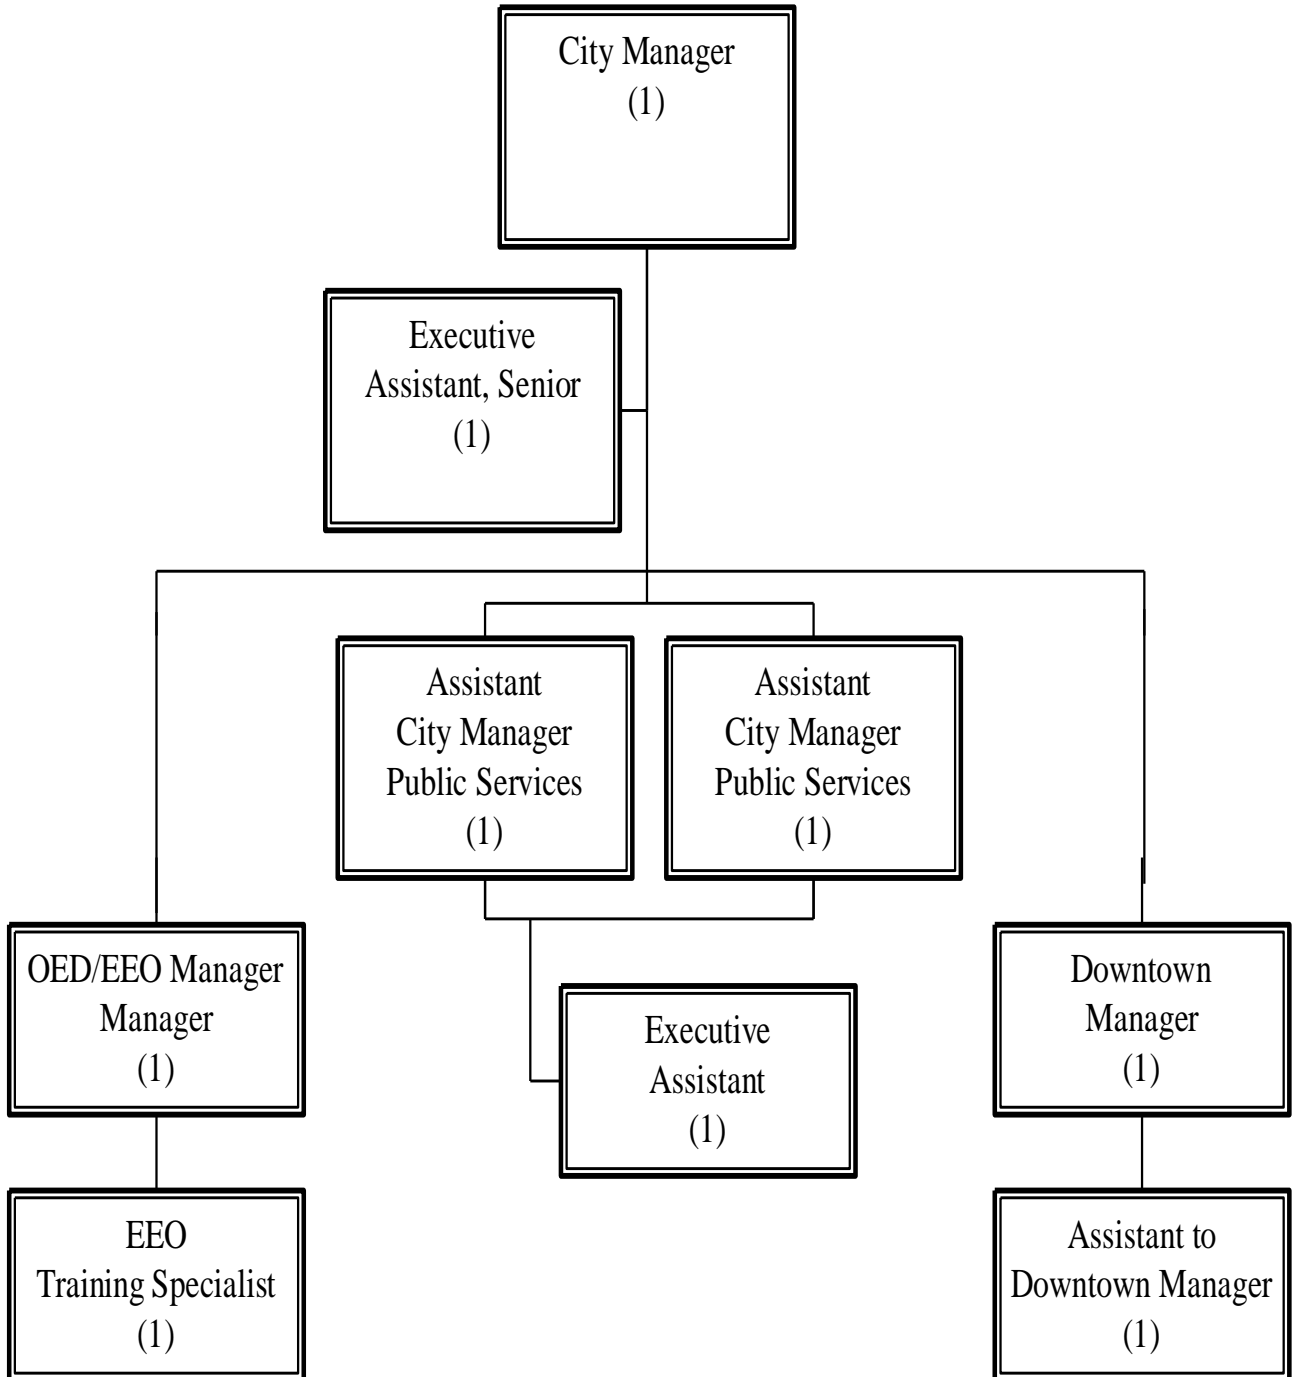 City Manager
(1)
Executive
Assistant, Senior
(1)
Assistant
City Manager
Public Services
(1)
Assistant
City Manager
Public Services
(1)
OED/EEO Manager
Manager
(1)
Executive
Assistant
(1)
Downtown
Manager
(1)
EEO
Training Specialist
(1)
Assistant to
Downtown Manager
(1)